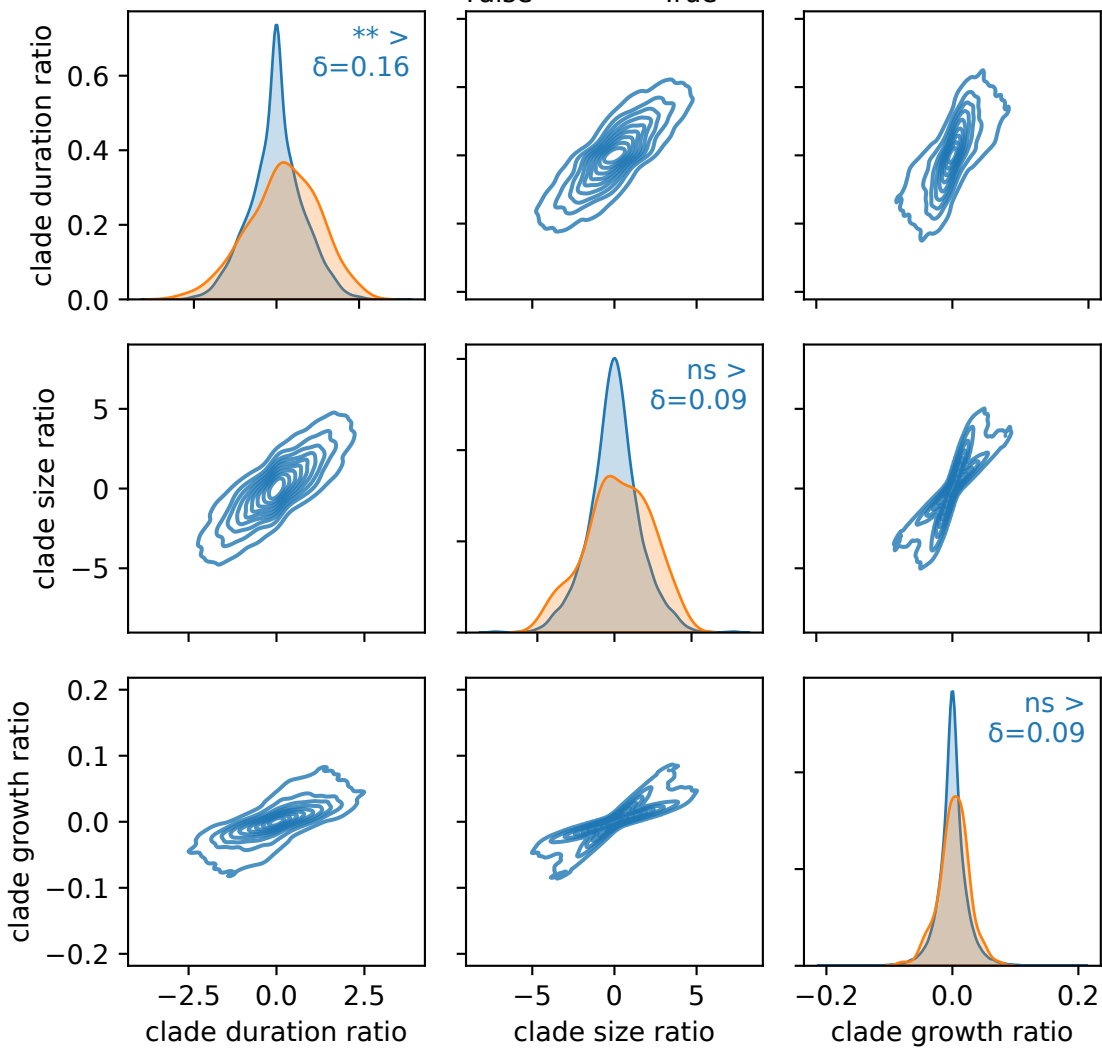 True
clade duration ratio
0.6
0.4
0.2
0.0
** >
δ=0.16
clade size ratio
5
0
−5
ns >
δ=0.09
clade growth ratio
0.2
0.1
0.0
−0.1
−0.2
ns >
δ=0.09
−2.5 0.0 2.5
−5 0 5
−0.2 0.0 0.2
clade duration ratio
clade size ratio
clade growth ratio